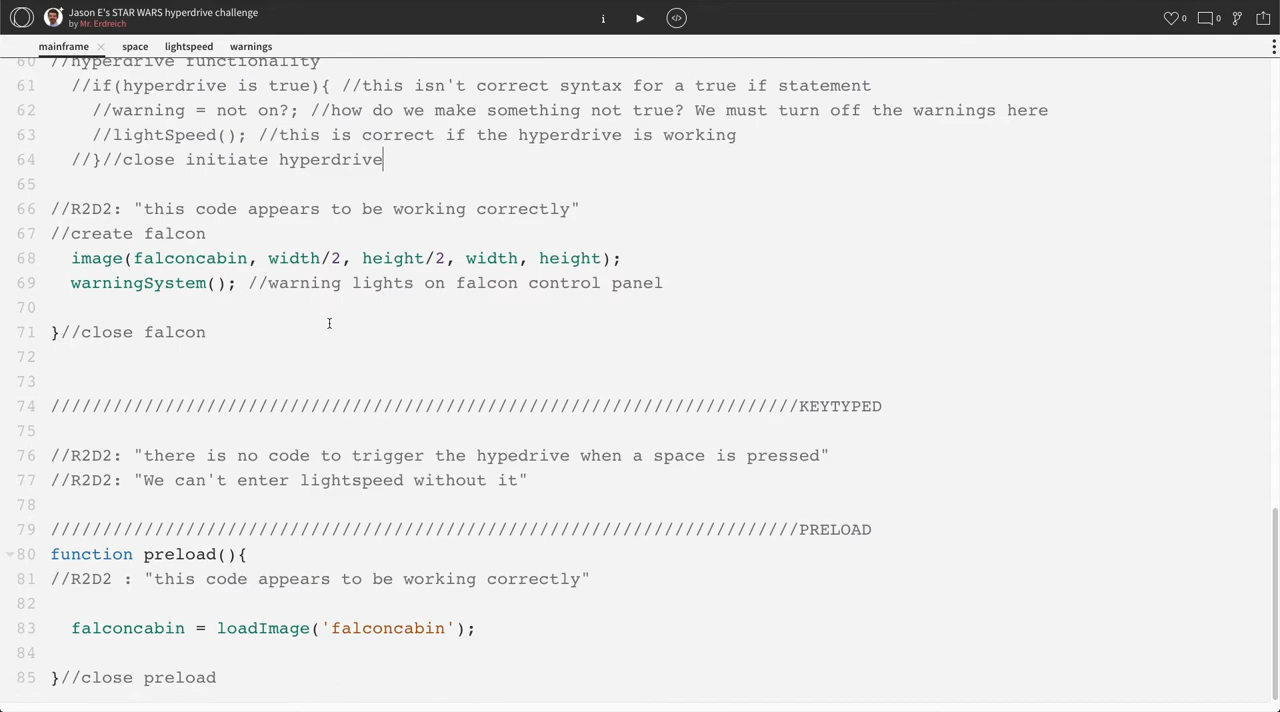 Jason E's STAR WARS hyperdrive challenge
by Mr. Erdreich
i
</>
0
0
mainframe × space lightspeed warnings
60 //hyperdrive functionality
61 //if(hyperdrive is true){ //this isn't correct syntax for a true if statement
62 //warning = not on?; //how do we make something not true? We must turn off the warnings here
63 //lightSpeed(); //this is correct if the hyperdrive is working
64 //}//close initiate hyperdrive
65
66 //R2D2: "this code appears to be working correctly"
67 //create falcon
68 image(falconcabin, width/2, height/2, width, height);
69 warningSystem(); //warning lights on falcon control panel
70
71 }//close falcon
72
73
74 ////////////////////////////////////////////////////////////////////////KEYTYPED
75
76 //R2D2: "there is no code to trigger the hypedrive when a space is pressed"
77 //R2D2: "We can't enter lightspeed without it"
78
79 ////////////////////////////////////////////////////////////////////////PRELOAD
80 function preload(){
81 //R2D2 : "this code appears to be working correctly"
82
83 falconcabin = loadImage('falconcabin');
84
85 }//close preload